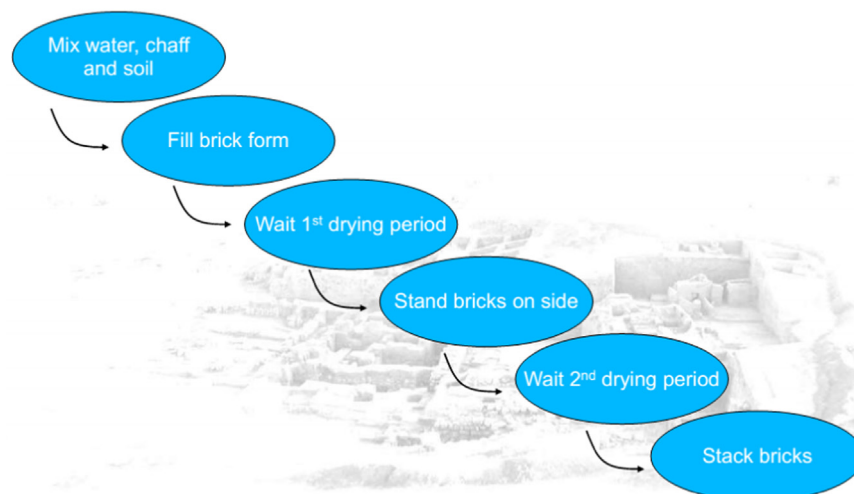 Mix water, chaff
and soil
Fill brick form
Wait 1st drying period
Stand bricks on side
Wait 2nd drying period
Stack bricks